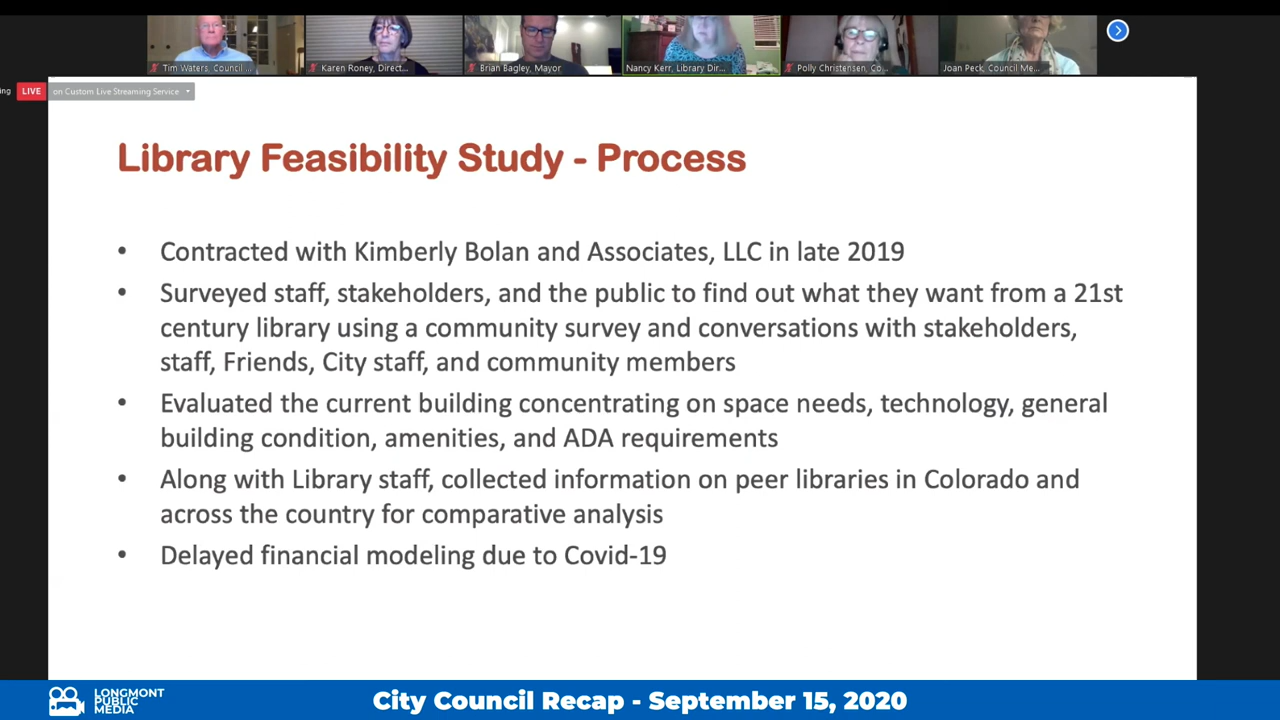 Tim Waters, Council ...
Karen Roney, Direct...
Brian Bagley, Mayor
Nancy Kerr, Library Dir...
Polly Christensen, Co...
Joan Peck, Council Me...
ing
LIVE
on Custom Live Streaming Service
Library Feasibility Study - Process
• Contracted with Kimberly Bolan and Associates, LLC in late 2019
• Surveyed staff, stakeholders, and the public to find out what they want from a 21st
century library using a community survey and conversations with stakeholders,
staff, Friends, City staff, and community members
• Evaluated the current building concentrating on space needs, technology, general
building condition, amenities, and ADA requirements
• Along with Library staff, collected information on peer libraries in Colorado and
across the country for comparative analysis
• Delayed financial modeling due to Covid-19
LONGMONT
PUBLIC
MEDIA
City Council Recap - September 15, 2020